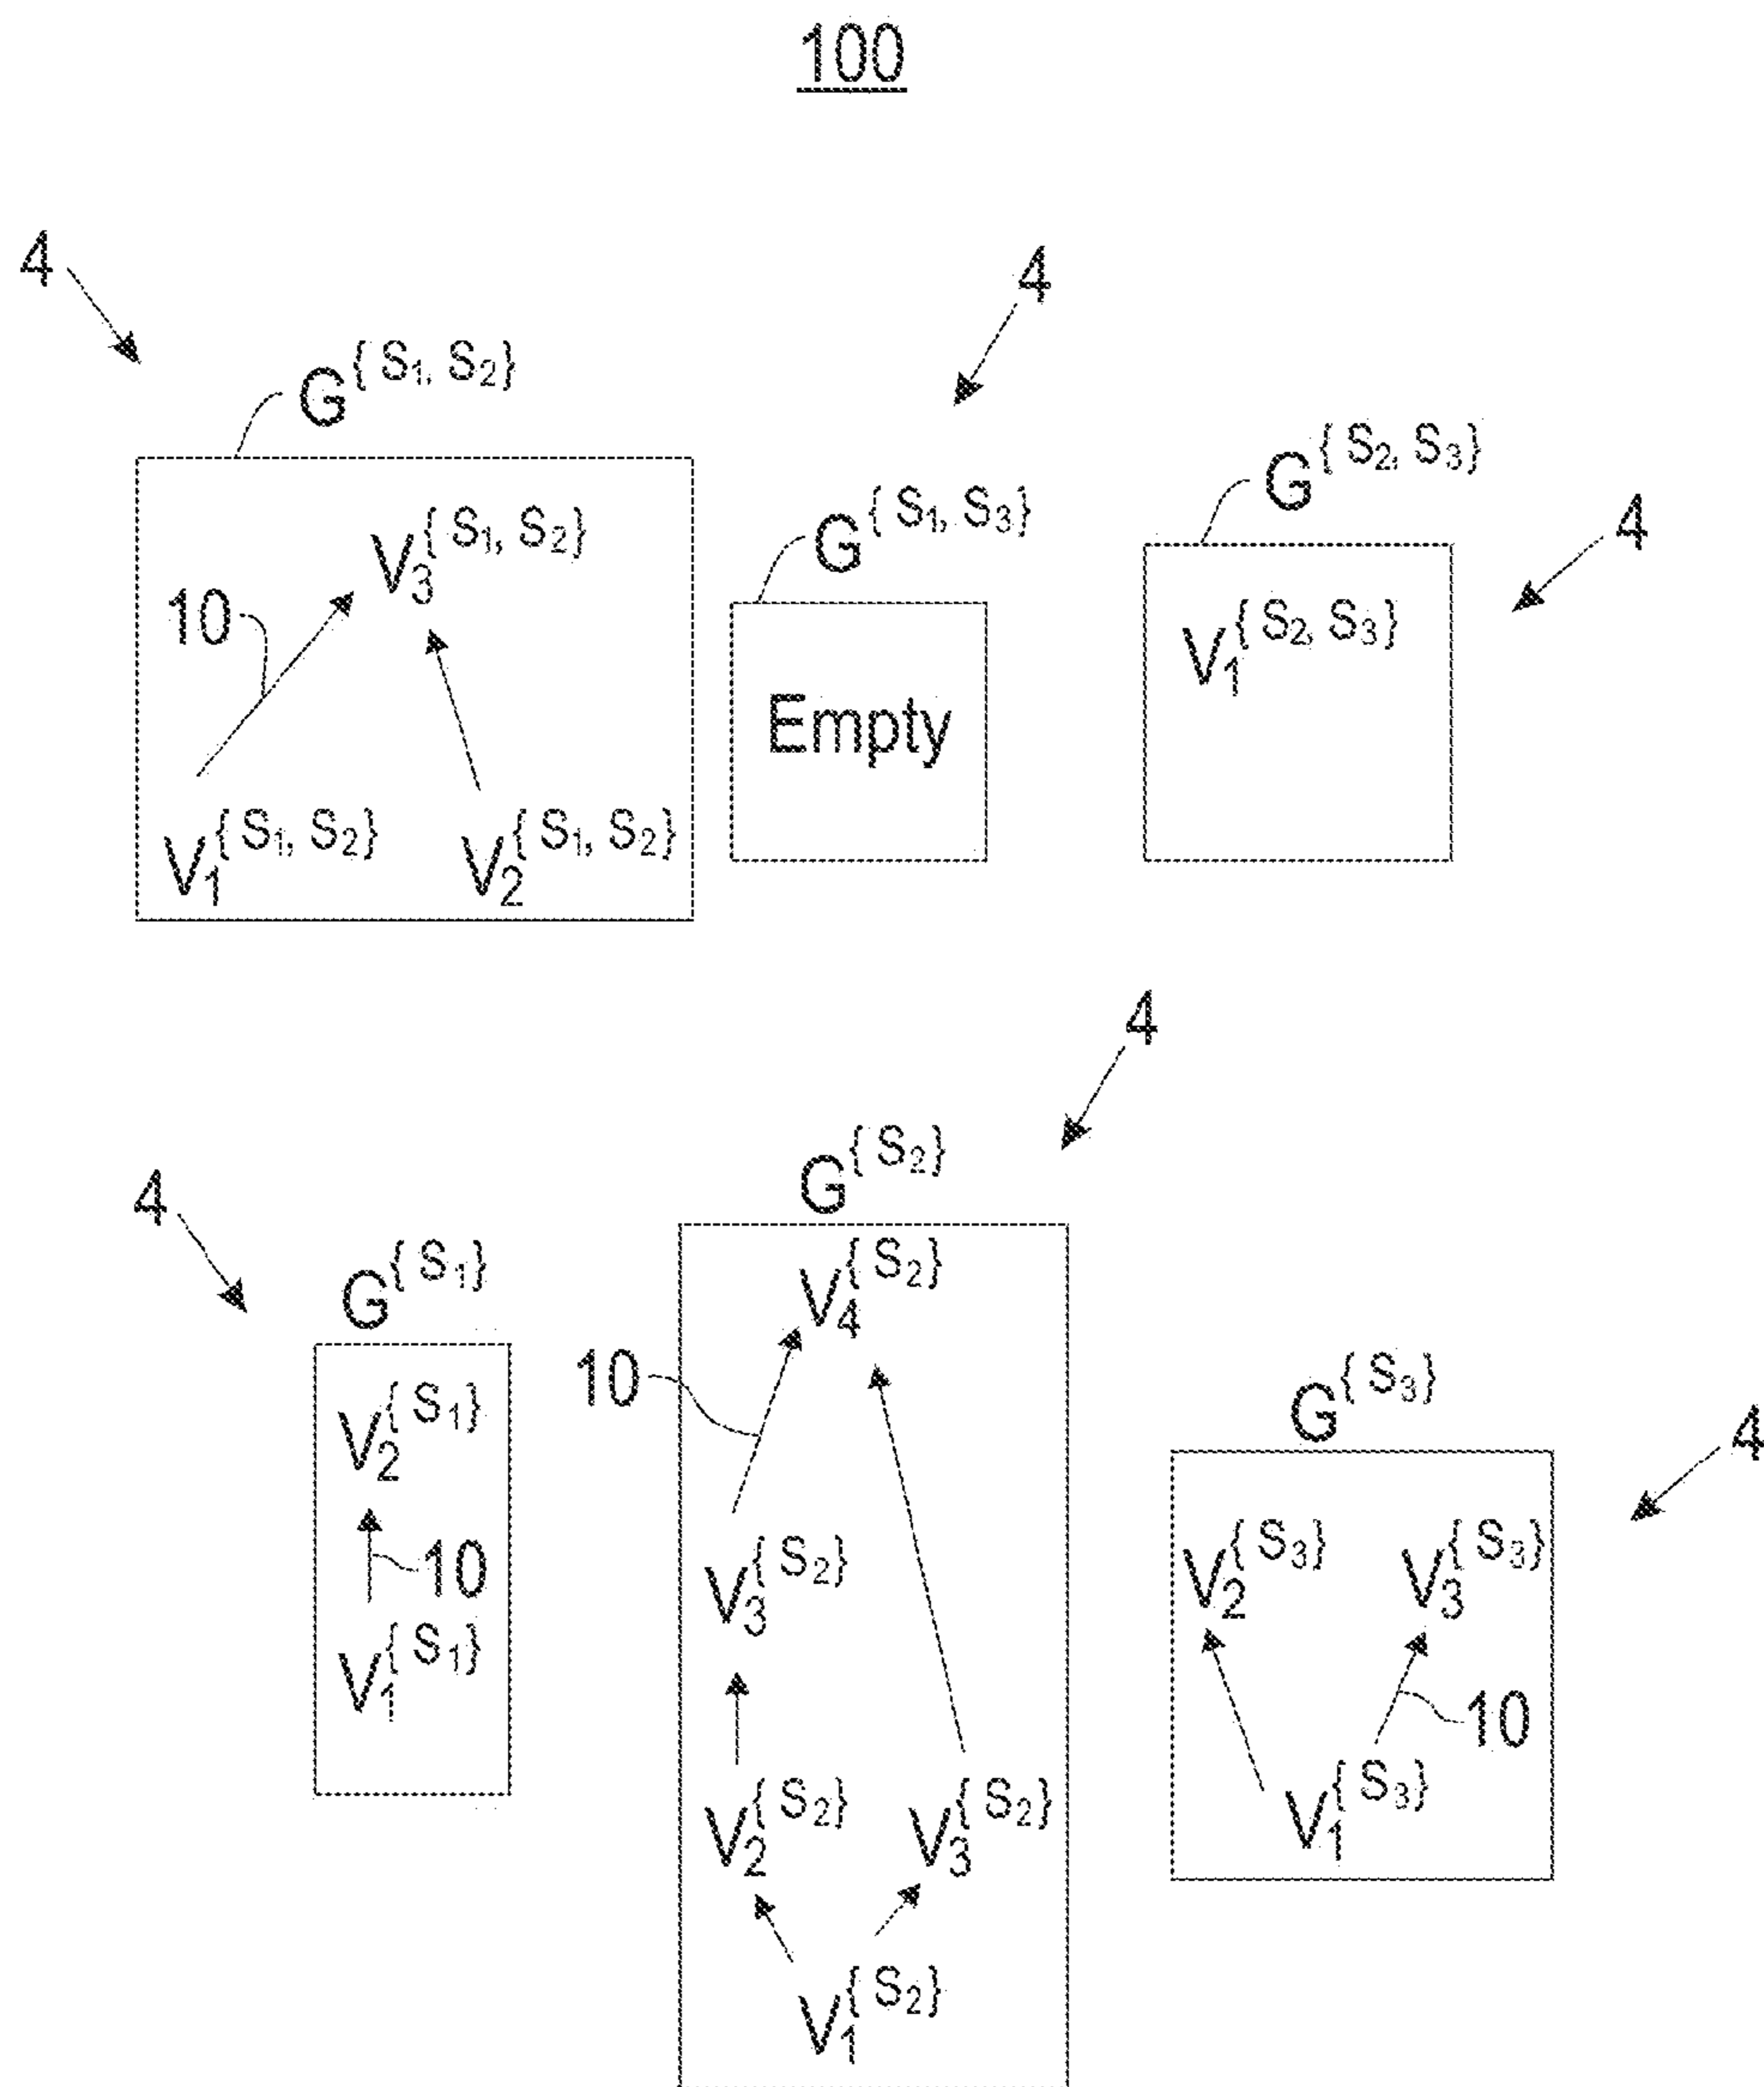 100
4
4
G{S1, S2}
G{S2, S3}
G{S1, S3}
4
V3{S1, S2}
10
V1{S2, S3}
Empty
V1{S1, S2}
V2{S1, S2}
4
4
G{S2}
G{S1}
V4{S2}
10
G{S3}
V2{S1}
4
10
V3{S2}
V2{S3}
V3{S3}
V1{S1}
10
V2{S2}
V3{S2}
V1{S3}
V1{S2}